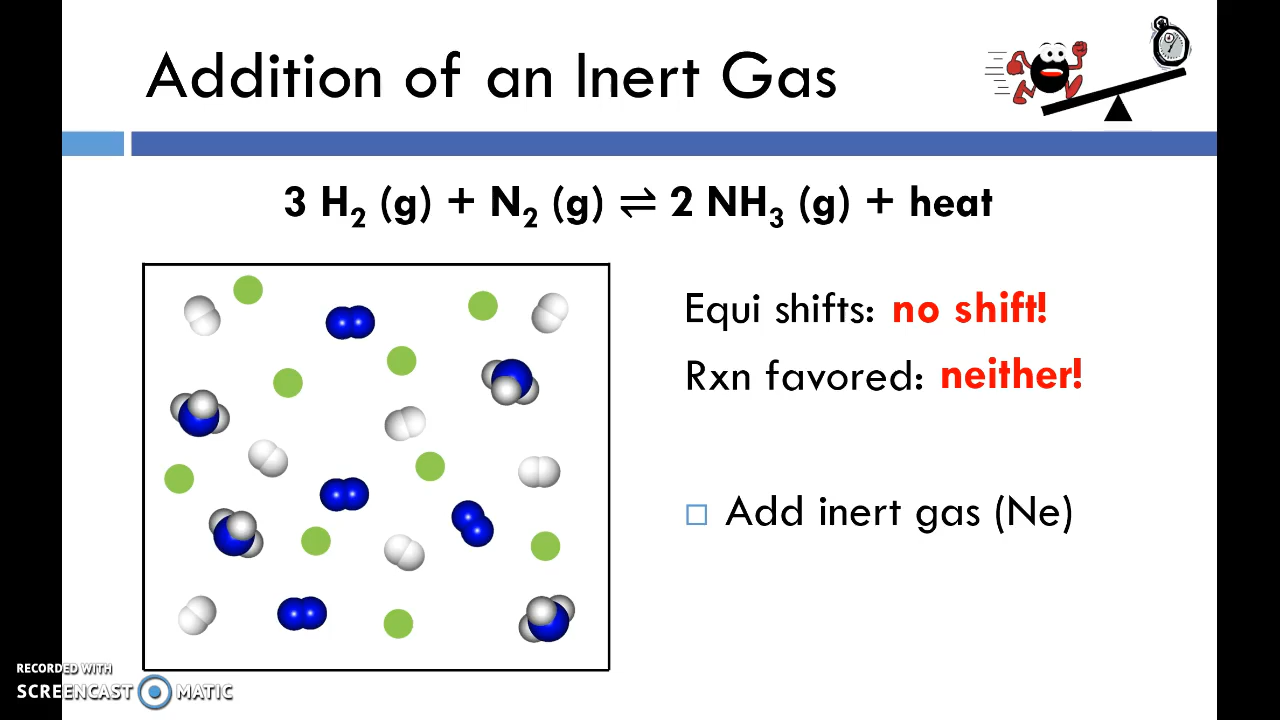 Addition of an Inert Gas
3 H₂ (g) + N₂ (g) ⇌ 2 NH₃ (g) + heat
Equi shifts: no shift!
Rxn favored: neither!
Add inert gas (Ne)
RECORDED WITH
SCREENCAST MATIC